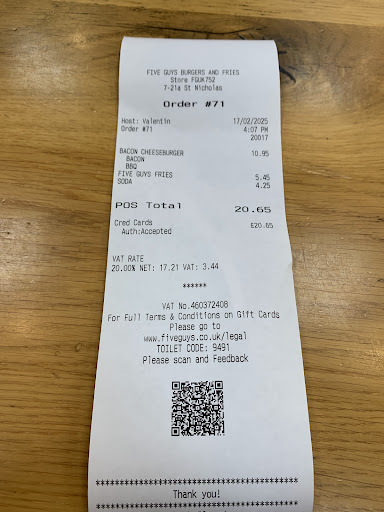 FIVE GUYS BURGERS AND FRIES
Store FGUK752
7-21a St Nicholas
Order #71
Host: Valentin 17/02/2025
Order #71 4:07 PM
20017
BACON CHEESEBURGER 10.95
BACON
BBQ
FIVE GUYS FRIES 5.45
SODA 4.25
POS Total 20.65
Cred Cards £20.65
Auth:Accepted
VAT RATE
20.00% NET: 17.21 VAT: 3.44
******
VAT No.460372408
For Full Terms & Conditions on Gift Cards
Please go to
www.fiveguys.co.uk/legal
TOILET CODE: 9491
Please scan and Feedback
****************************************
Thank you!
****************************************